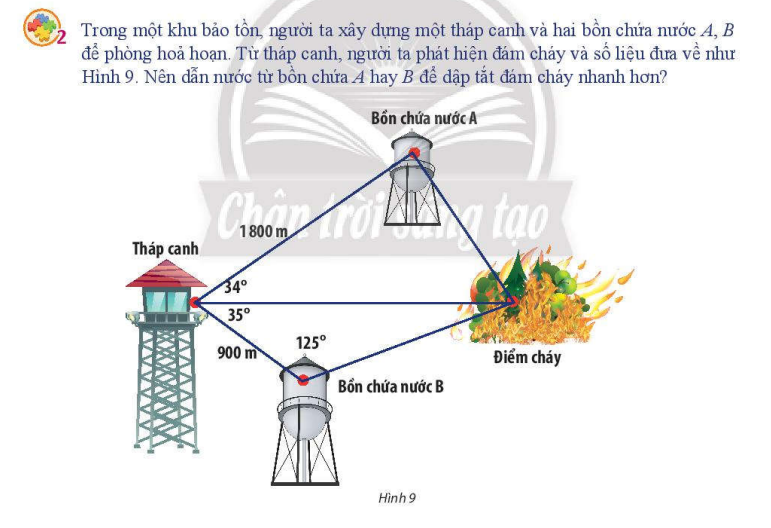 2
Trong một khu bảo tồn, người ta xây dựng một tháp canh và hai bồn chứa nước A, B
để phòng hoả hoạn. Từ tháp canh, người ta phát hiện đám cháy và số liệu đưa về như
Hình 9. Nên dẫn nước từ bồn chứa A hay B để dập tắt đám cháy nhanh hơn?
Bồn chứa nước A
Chân trời sáng tạo
1800 m
Tháp canh
34°
35°
125°
900 m
Điểm cháy
Bồn chứa nước B
Hình 9